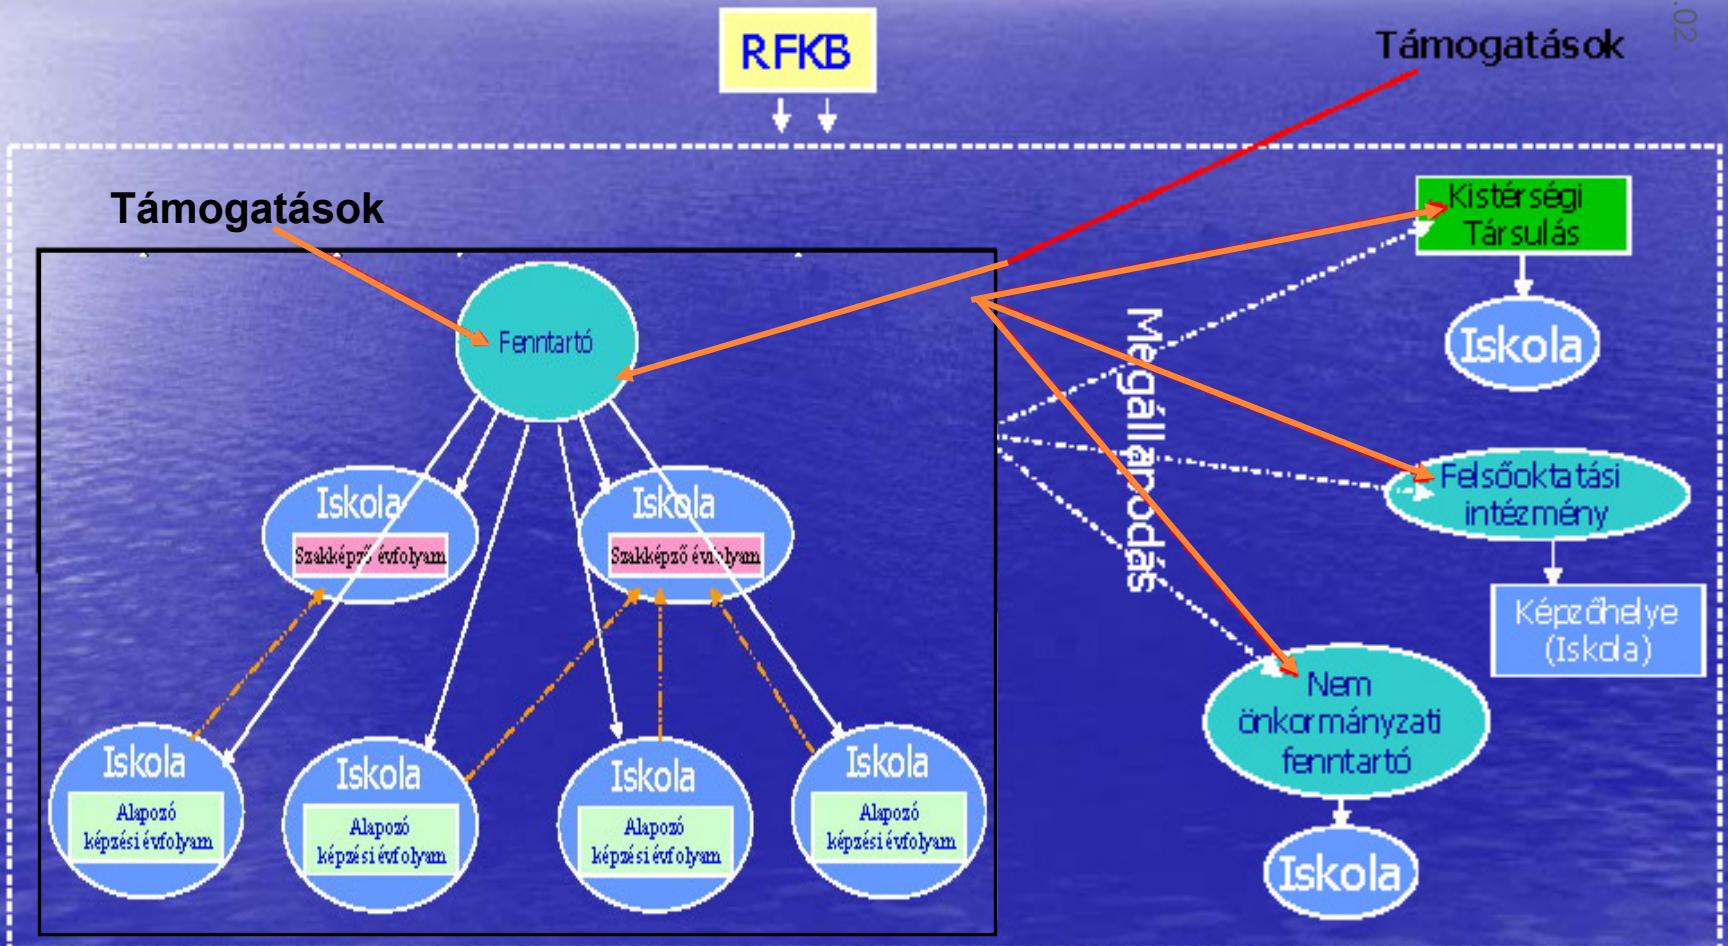 .02
RFKB
Támogatások
Támogatások
Kistérségi
Társulás
Iskola
Fenntartó
Megállapodás
Felsőoktatási
intézmény
Képzőhelye
(Iskola)
Iskola
Szakképző évfolyam
Iskola
Szakképző évfolyam
Nem
önkormányzati
fenntartó
Iskola
Iskola
Alapozó
képzési évfolyam
Iskola
Alapozó
képzési évfolyam
Iskola
Alapozó
képzési évfolyam
Iskola
Alapozó
képzési évfolyam